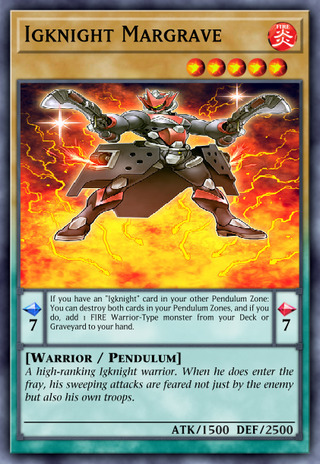 Igknight Margrave
FIRE
炎
If you have an "Igknight" card in your other Pendulum Zone:
You can destroy both cards in your Pendulum Zones, and if you
do, add 1 FIRE Warrior-Type monster from your Deck or
Graveyard to your hand.
7
7
[Warrior / Pendulum]
A high-ranking Igknight warrior. When he does enter the
fray, his sweeping attacks are feared not just by the enemy
but also his own troops.
ATK/1500 DEF/2500